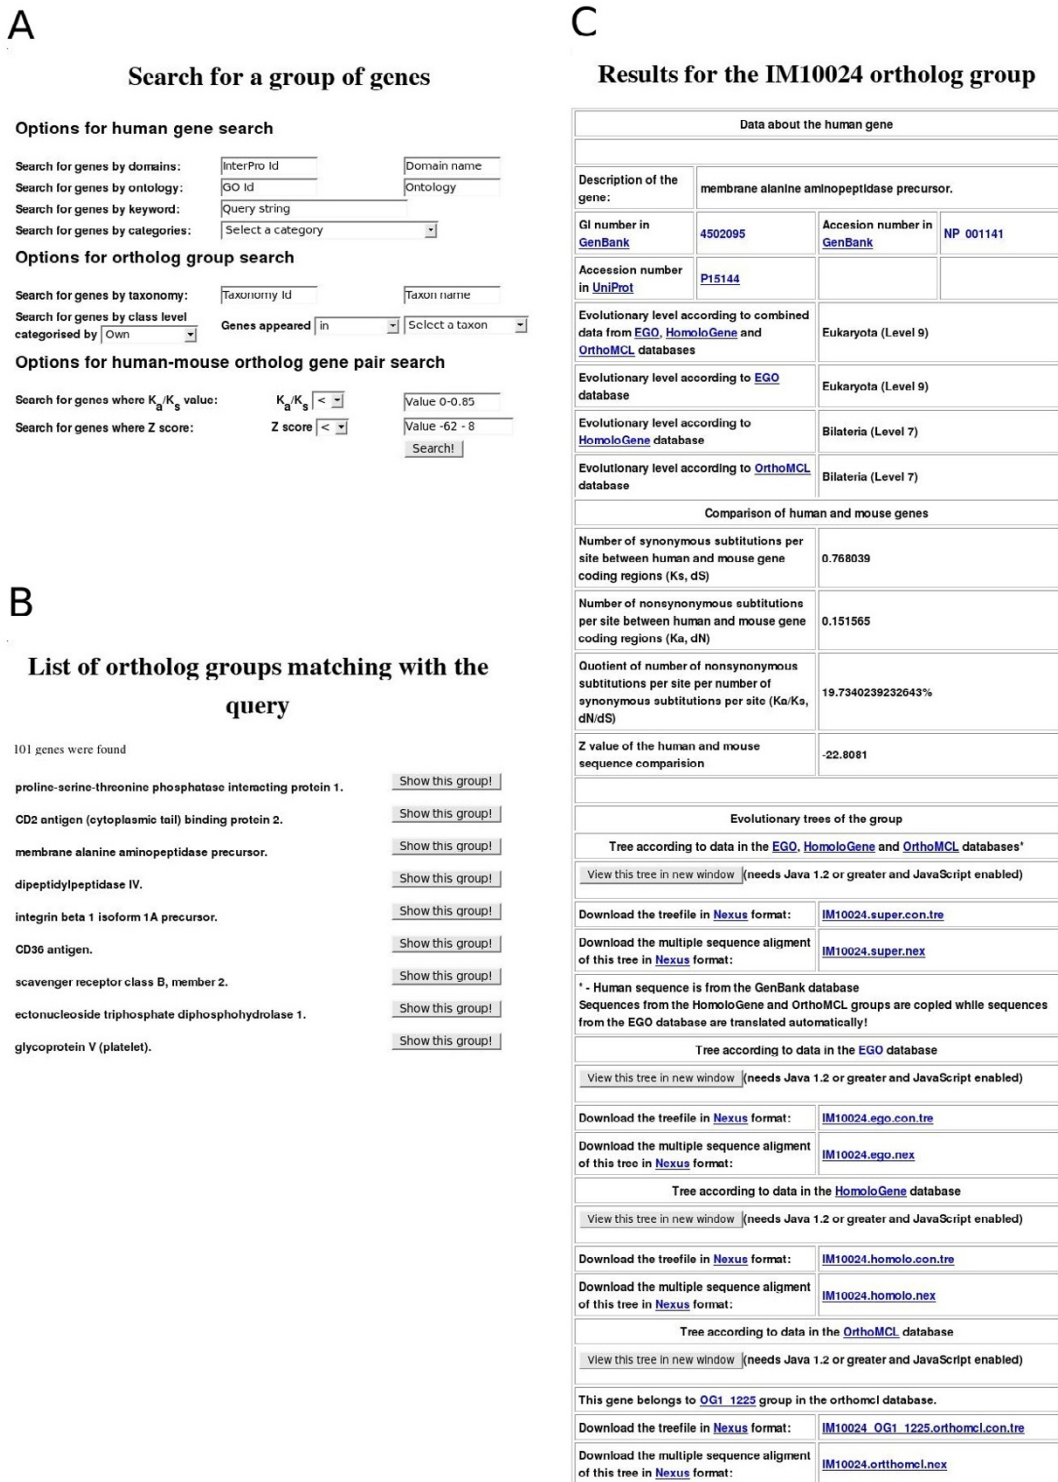 A
Search for a group of genes
Options for human gene search
Search for genes by domains: InterPro Id Domain name
Search for genes by ontology: GO Id Ontology
Search for genes by keyword: Query string
Search for genes by categories: Select a category
Options for ortholog group search
Search for genes by taxonomy: Taxonomy Id Taxon name
Search for genes by class level
categorised by Own Genes appeared in Select a taxon
Options for human-mouse ortholog gene pair search
Search for genes where Ka/Ks value: Ka/Ks < Value 0-0.85
Search for genes where Z score: Z score < Value -62 - 8
Search!
B
List of ortholog groups matching with the
query
101 genes were found
proline-serine-threonine phosphatase interacting protein 1. Show this group!
CD2 antigen (cytoplasmic tail) binding protein 2. Show this group!
membrane alanine aminopeptidase precursor. Show this group!
dipeptidylpeptidase IV. Show this group!
integrin beta 1 isoform 1A precursor. Show this group!
CD36 antigen. Show this group!
scavenger receptor class B, member 2. Show this group!
ectonucleoside triphosphate diphosphohydrolase 1. Show this group!
glycoprotein V (platelet). Show this group!
C
Results for the IM10024 ortholog group
Data about the human gene
Description of the
gene:
membrane alanine aminopeptidase precursor.
GI number in
GenBank
4502095
Accesion number in
GenBank
NP_001141
Accession number
in UniProt
P15144
Evolutionary level according to combined
data from EGO, HomoloGene and
OrthoMCL databases
Eukaryota (Level 9)
Evolutionary level according to EGO
database
Eukaryota (Level 9)
Evolutionary level according to
HomoloGene database
Bilateria (Level 7)
Evolutionary level according to OrthoMCL
database
Bilateria (Level 7)
Comparison of human and mouse genes
Number of synonymous subtitutions per
site between human and mouse gene
coding regions (Ks, dS)
0.768039
Number of nonsynonymous subtitutions
per site between human and mouse gene
coding regions (Ka, dN)
0.151565
Quotient of number of nonsynonymous
subtitutions per site per number of
synonymous subtitutions per site (Ka/Ks,
dN/dS)
19.7340239232643%
Z value of the human and mouse
sequence comparision
-22.8081
Evolutionary trees of the group
Tree according to data in the EGO, HomoloGene and OrthoMCL databases*
View this tree in new window (needs Java 1.2 or greater and JavaScript enabled)
Download the treefile in Nexus format: IM10024.super.con.tre
Download the multiple sequence aligment
of this tree in Nexus format:
IM10024.super.nex
* - Human sequence is from the GenBank database
Sequences from the HomoloGene and OrthoMCL groups are copied while sequences
from the EGO database are translated automatically!
Tree according to data in the EGO database
View this tree in new window (needs Java 1.2 or greater and JavaScript enabled)
Download the treefile in Nexus format: IM10024.ego.con.tre
Download the multiple sequence aligment
of this tree in Nexus format:
IM10024.ego.nex
Tree according to data in the HomoloGene database
View this tree in new window (needs Java 1.2 or greater and JavaScript enabled)
Download the treefile in Nexus format: IM10024.homolo.con.tre
Download the multiple sequence aligment
of this tree in Nexus format:
IM10024.homolo.nex
Tree according to data in the OrthoMCL database
View this tree in new window (needs Java 1.2 or greater and JavaScript enabled)
This gene belongs to OG1_1225 group in the orthomcl database.
Download the treefile in Nexus format: IM10024_OG1_1225.orthomcl.con.tre
Download the multiple sequence aligment
of this tree in Nexus format:
IM10024.ortthomcl.nex